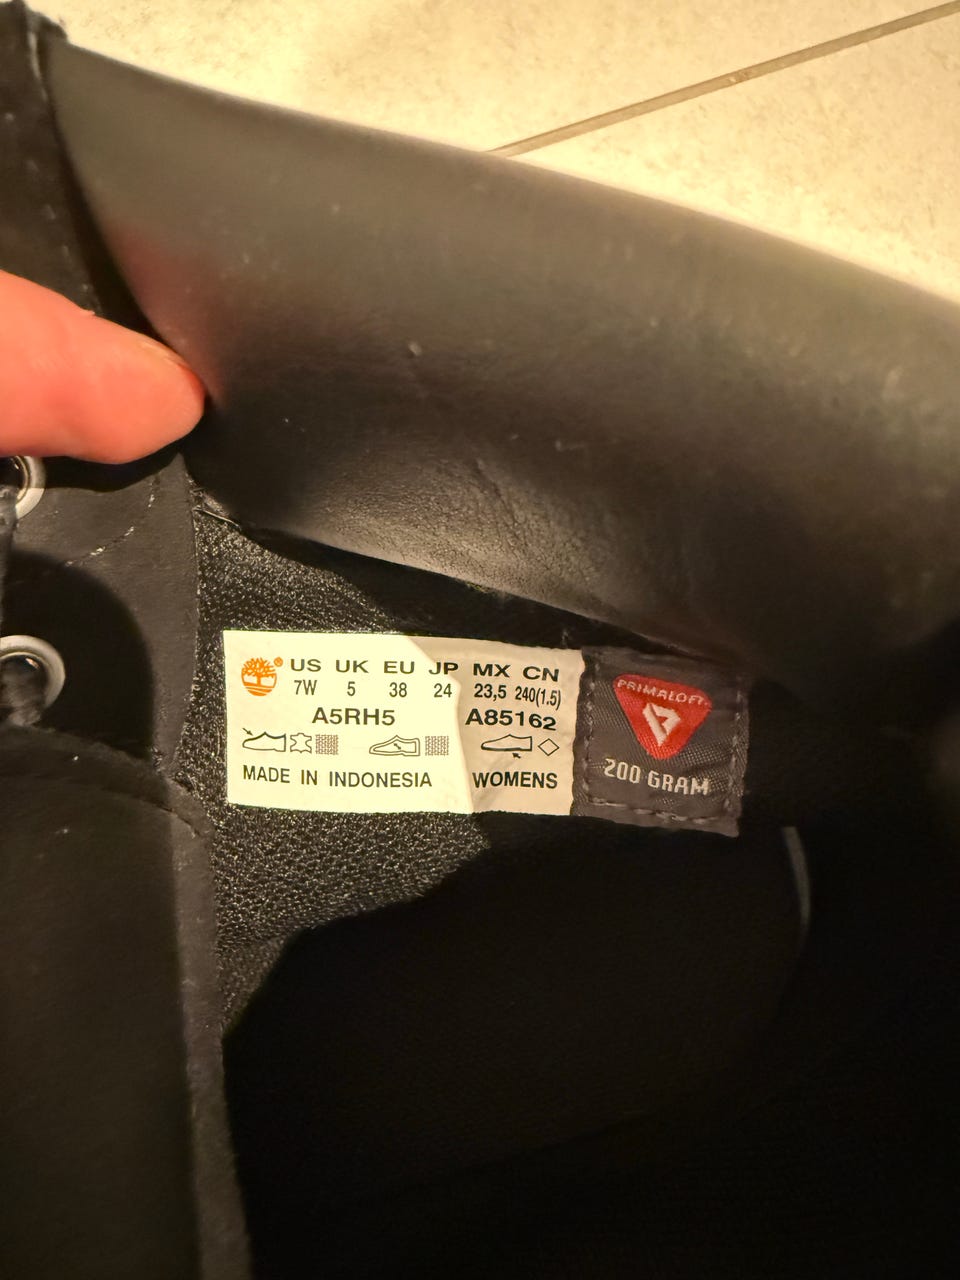 ® US UK EU JP MX CN
7W 5 38 24 23,5 240(1.5)
A5RH5 A85162
MADE IN INDONESIA WOMENS
PRIMALOFT
200 GRAM